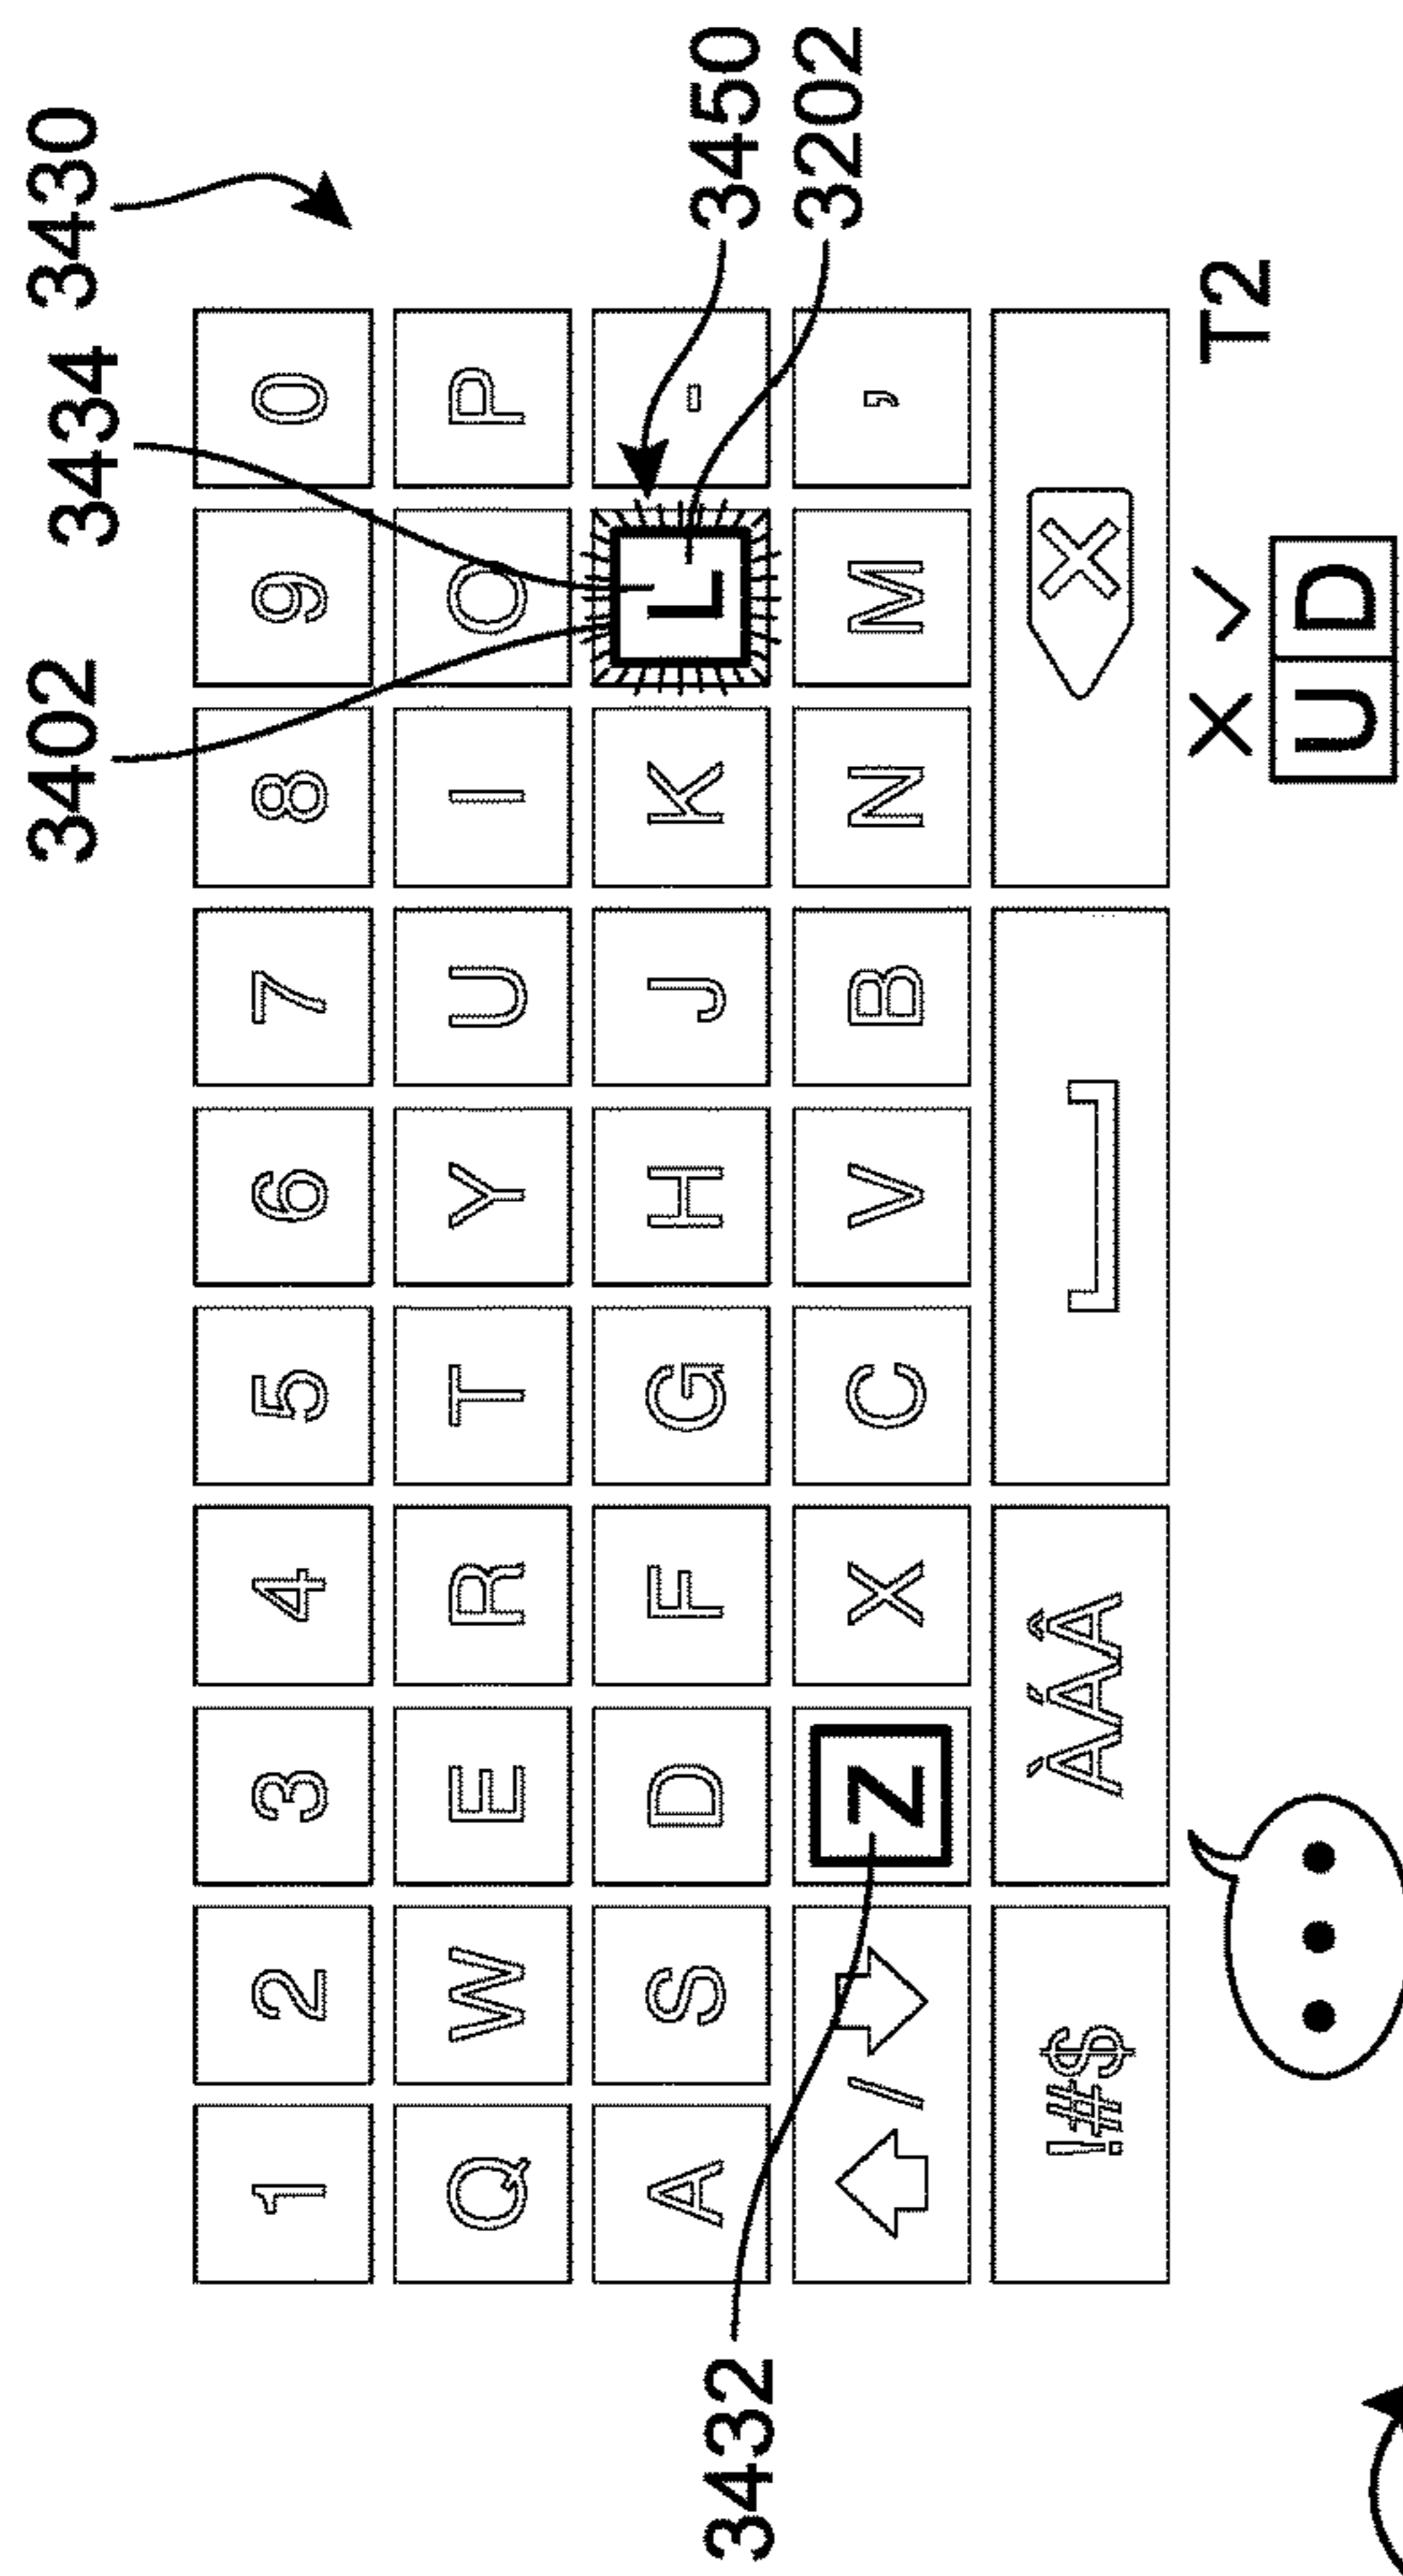 3402 3434 3430
1 2 3 4 5 6 7 8 9 0
Q W E R T Y U I O P
A S D F G H J K L -
3432
3450
3202
/ Z X C V B N M ,
!#$ ÀÁÂ
T2
U D